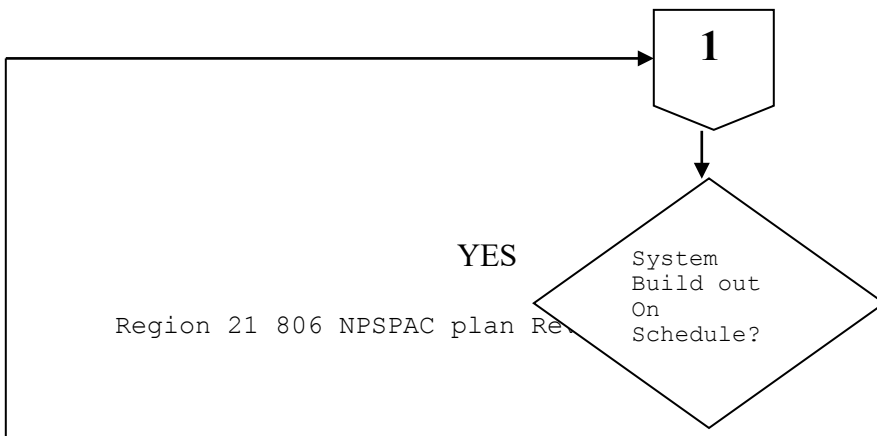 1
YES
System
Build out
On
Schedule?
Region 21 806 NPSPAC plan